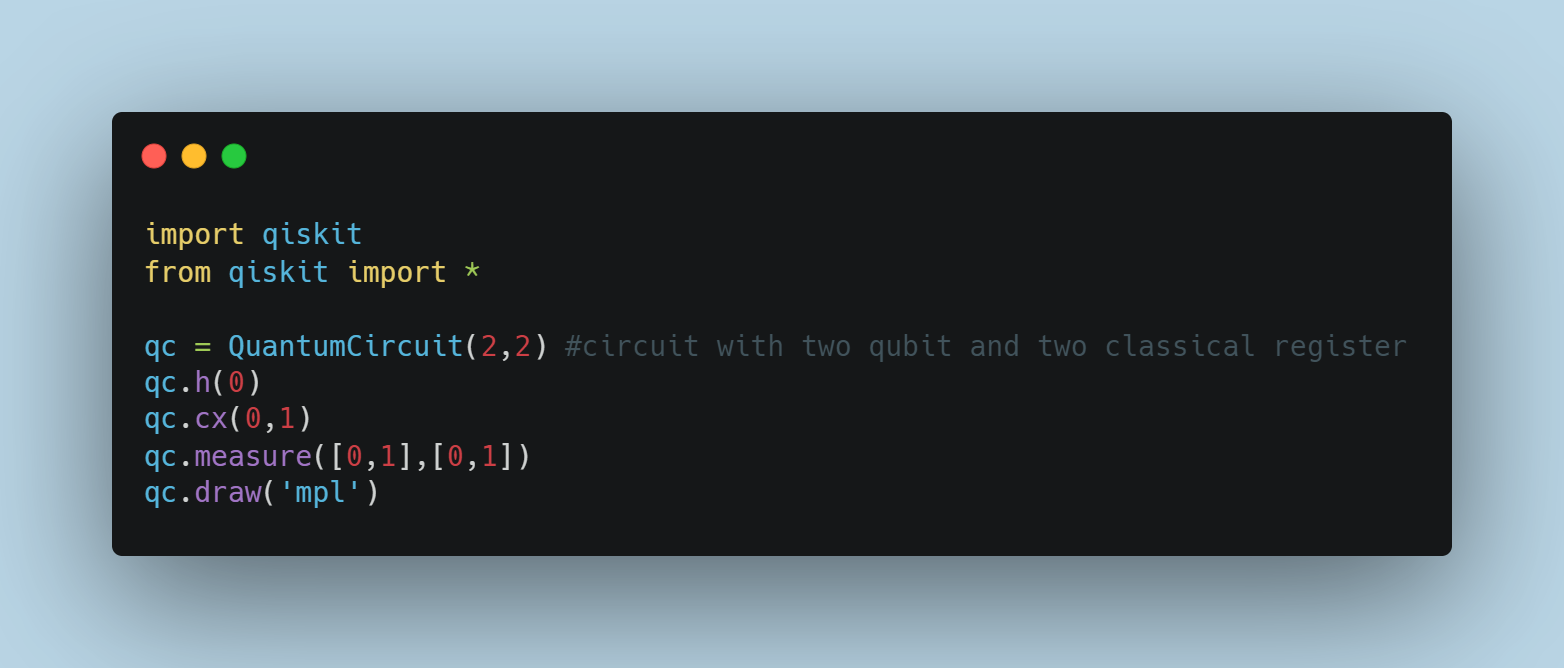 import qiskit
from qiskit import *
qc = QuantumCircuit(2,2) #circuit with two qubit and two classical register
qc.h(0)
qc.cx(0,1)
qc.measure([0,1],[0,1])
qc.draw('mpl')